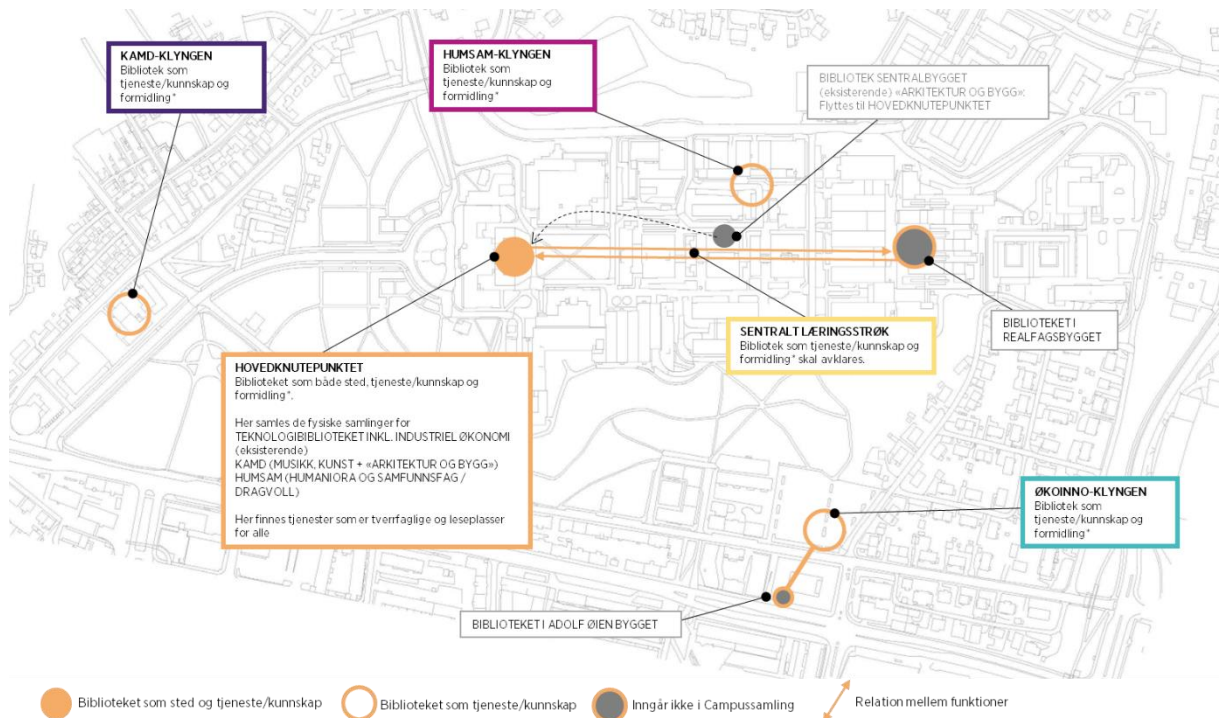 KAMD-KLYNGEN
Bibliotek som
tjeneste/kunnskap og
formidling*
HUMSAM-KLYNGEN
Bibliotek som
tjeneste/kunnskap og
formidling*
BIBLIOTEK SENTRALBYGGET
(eksisterende) «ARKITEKTUR OG BYGG»:
Flyttes til HOVEDKNUTEPUNKTET
SENTRALT LÆRINGSSTRØK
Bibliotek som tjeneste/kunnskap og
formidling* skal avklares.
BIBLIOTEKET I
REALFAGSBYGGET
HOVEDKNUTEPUNKTET
Biblioteket som både sted, tjeneste/kunnskap og
formidling*.
Her samles de fysiske samlinger for
TEKNOLOGIBIBLIOTEKET INKL. INDUSTRIEL ØKONOMI
(eksisterende)
KAMD (MUSIKK, KUNST + «ARKITEKTUR OG BYGG»)
HUMSAM (HUMANIORA OG SAMFUNNSFAG /
DRAGVOLL)
Her finnes tjenester som er tverrfaglige og leseplasser
for alle
ØKOINNO-KLYNGEN
Bibliotek som
tjeneste/kunnskap og
formidling*
BIBLIOTEKET I ADOLF ØIEN BYGGET
Biblioteket som sted og tjeneste/kunnskap
Biblioteket som tjeneste/kunnskap
Inngår ikke i Campussamling
Relation mellem funktioner